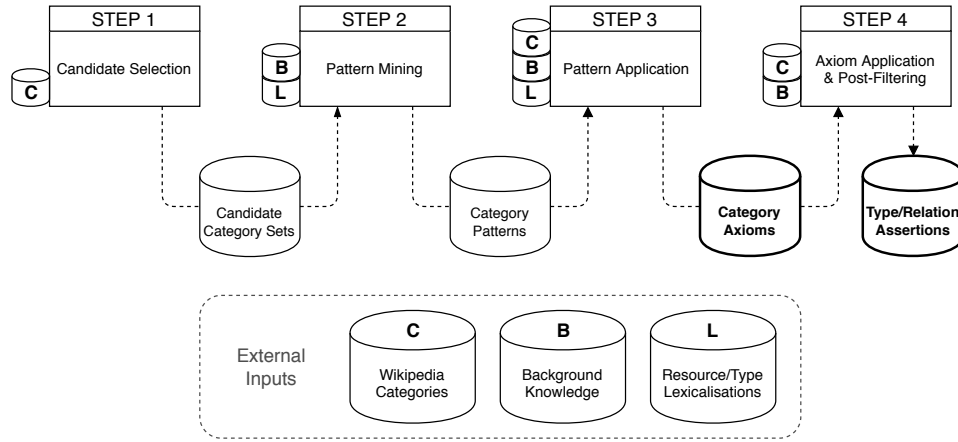 STEP 1
Candidate Selection
C
STEP 2
Pattern Mining
B
L
STEP 3
Pattern Application
C
B
L
STEP 4
Axiom Application
& Post-Filtering
C
B
Candidate
Category Sets
Category
Patterns
Category
Axioms
Type/Relation
Assertions
External
Inputs
C
Wikipedia
Categories
B
Background
Knowledge
L
Resource/Type
Lexicalisations